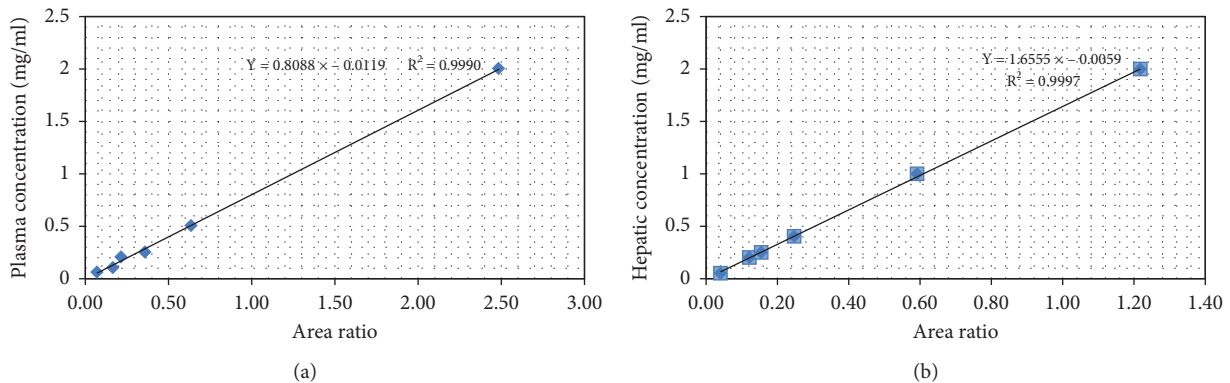 Plasma concentration (mg/ml)
2.5
2
1.5
1
0.5
0
Y = 0.8088 × – 0.0119 R² = 0.9990
0.00 0.50 1.00 1.50 2.00 2.50 3.00
Area ratio
(a)
Hepatic concentration (mg/ml)
2.5
2
1.5
1
0.5
0
Y = 1.6555 × – 0.0059
R² = 0.9997
0.00 0.20 0.40 0.60 0.80 1.00 1.20 1.40
Area ratio
(b)